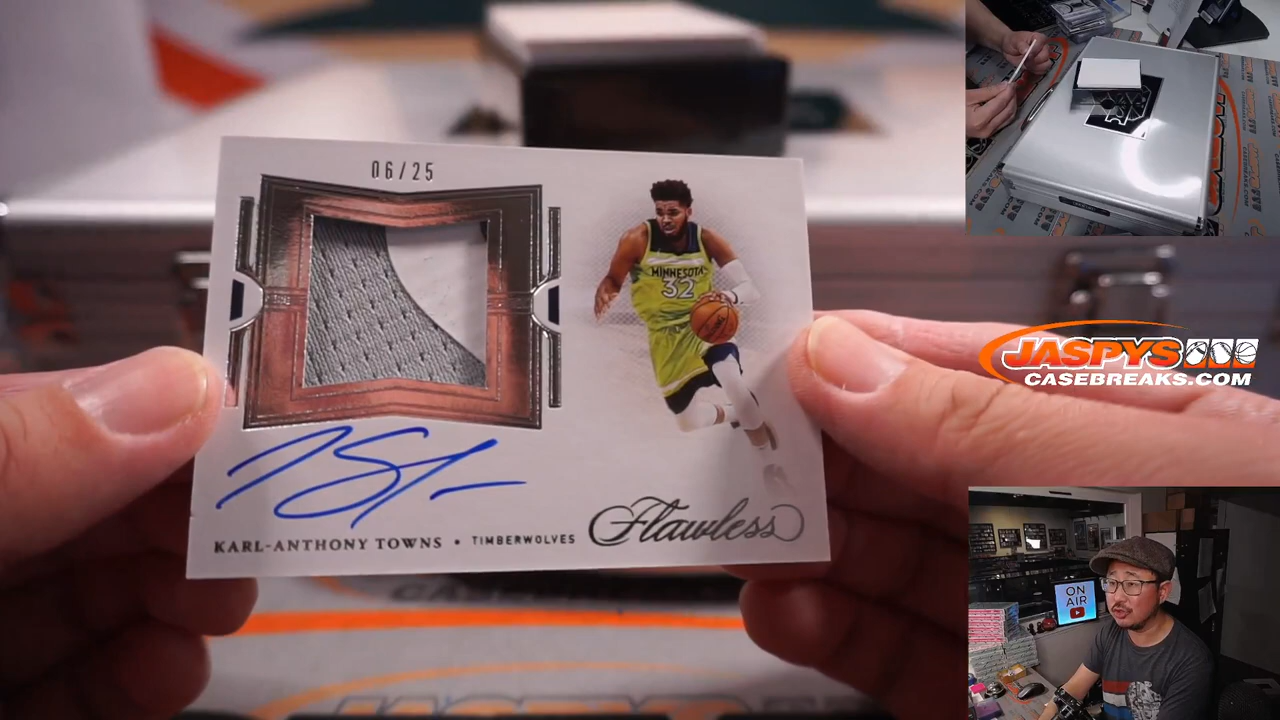 06/25
MINNESOTA
32
KARL-ANTHONY TOWNS • TIMBERWOLVES
Flawless
JASPYS
CASEBREAKS.COM
ON
AIR